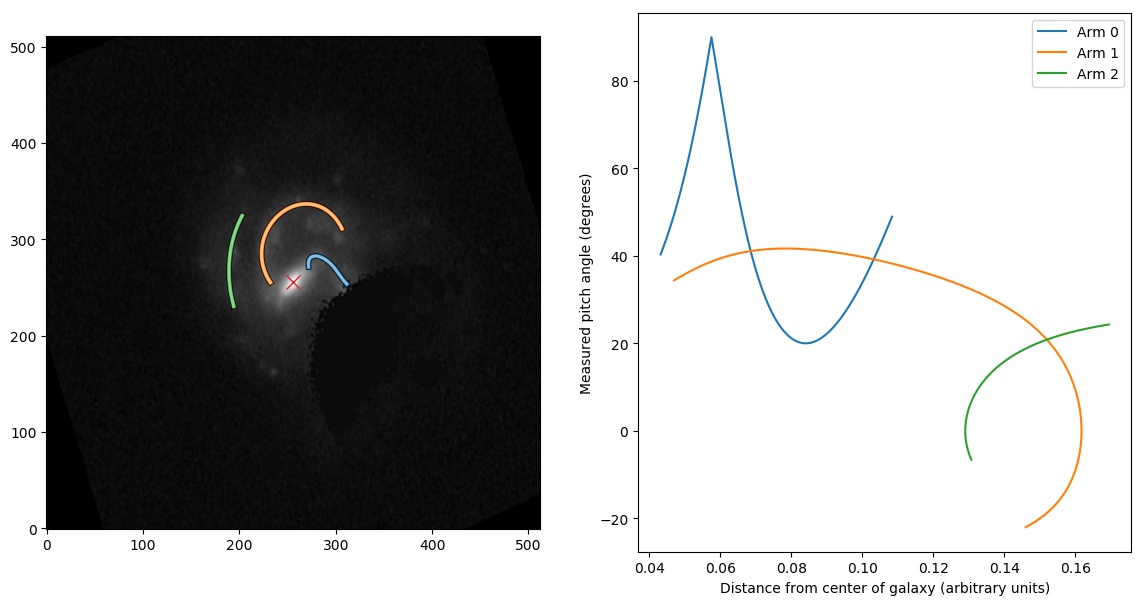 500
400
300
200
100
0
0 100 200 300 400 500
Measured pitch angle (degrees)
80
60
40
20
0
−20
0.04 0.06 0.08 0.10 0.12 0.14 0.16
Distance from center of galaxy (arbitrary units)
Arm 0
Arm 1
Arm 2